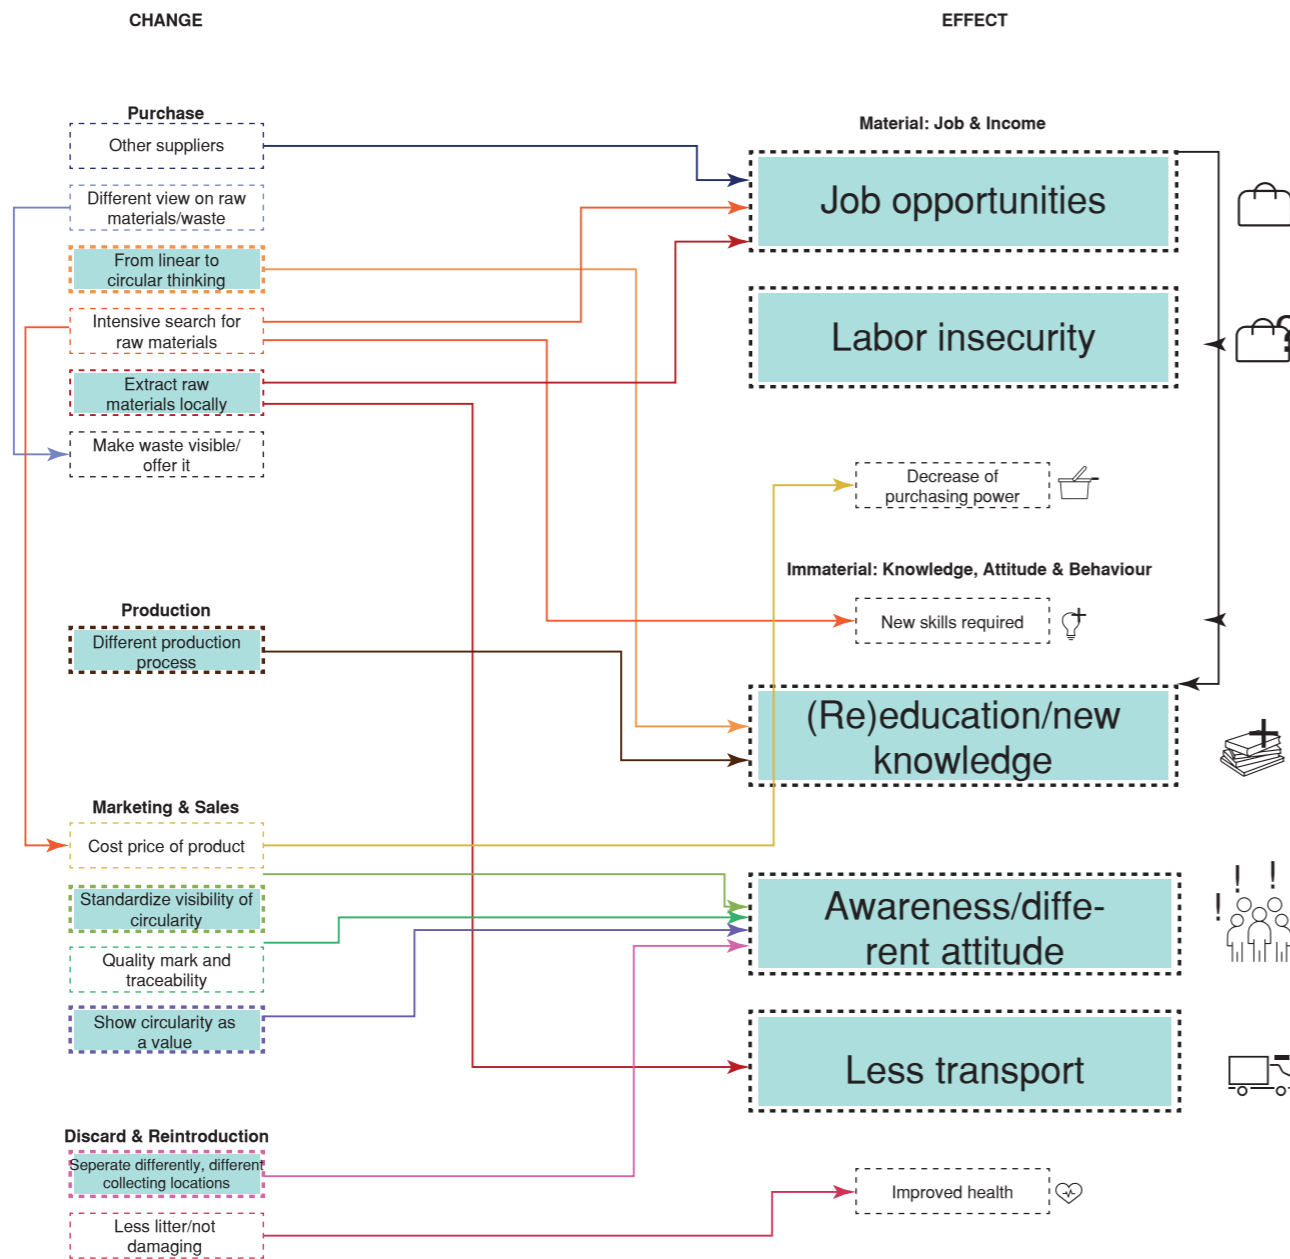 CHANGE
EFFECT
Purchase
Other suppliers
Different view on raw
materials/waste
From linear to
circular thinking
Intensive search for
raw materials
Extract raw
materials locally
Make waste visible/
offer it
Production
Different production
process
Marketing & Sales
Cost price of product
Standardize visibility of
circularity
Quality mark and
traceability
Show circularity as
a value
Discard & Reintroduction
Seperate differently, different
collecting locations
Less litter/not
damaging
Material: Job & Income
Job opportunities
Labor insecurity
?
Decrease of
purchasing power
Immaterial: Knowledge, Attitude & Behaviour
New skills required
(Re)education/new
knowledge
Awareness/diffe-
rent attitude
! ! !
Less transport
Improved health